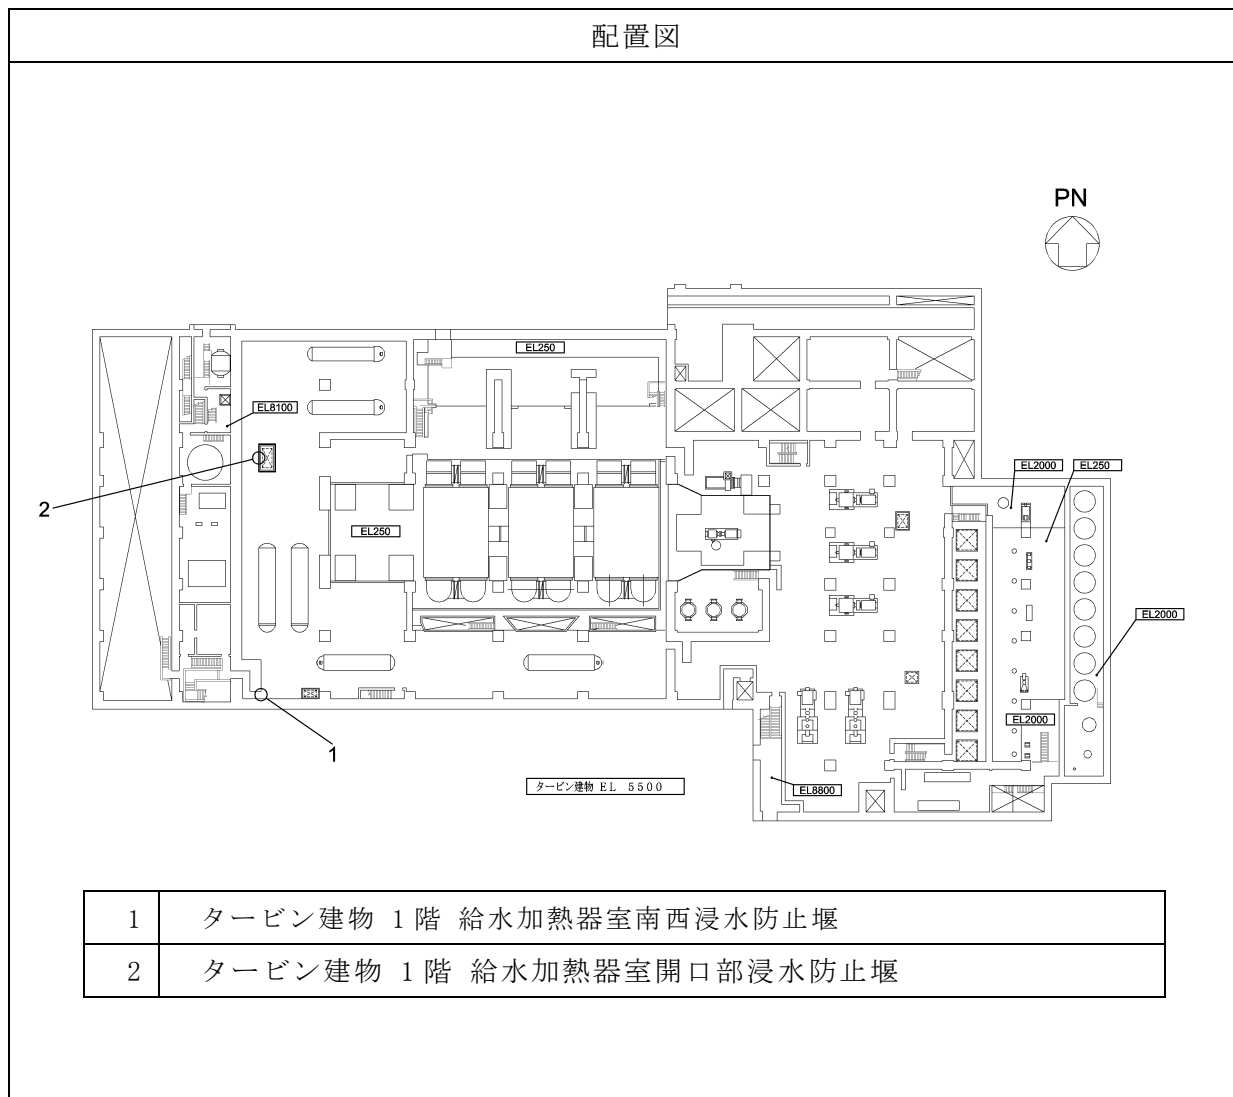 配置図
PN
EL250
EL8100
EL2000 EL250
2
EL250
EL2000
EL2000
1
タービン建物 EL 5500
EL8800
1 タービン建物 1階 給水加熱器室南西浸水防止堰
2 タービン建物 1階 給水加熱器室開口部浸水防止堰